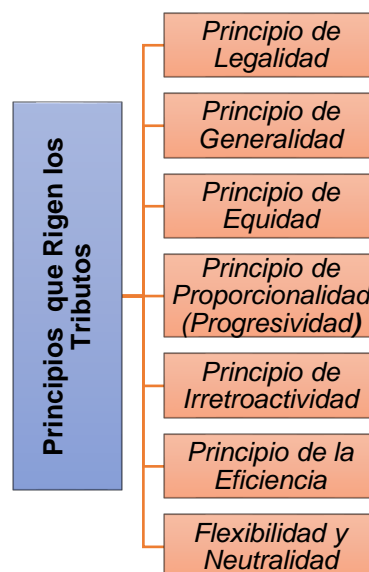 Principios que Rigen los
Tributos
Principio de
Legalidad
Principio de
Generalidad
Principio de
Equidad
Principio de
Proporcionalidad
(Progresividad)
Principio de
Irretroactividad
Principio de la
Eficiencia
Flexibilidad y
Neutralidad